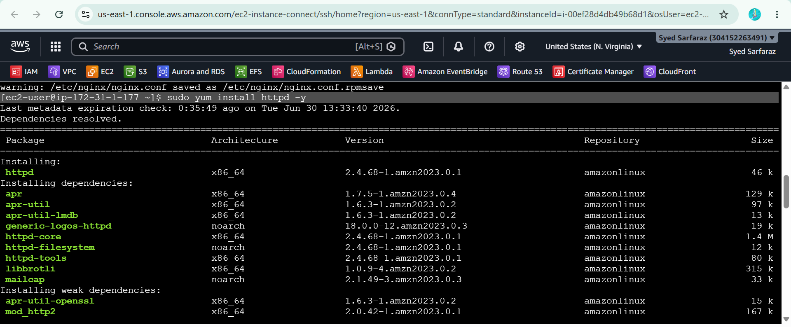 us-east-1.console.aws.amazon.com/ec2-instance-connect/ssh/home?region=us-east-1&connType=standard&instanceId=i-00ef28d4db49b68d1&osUser=ec2-...
aws
Search
[Alt+S]
United States (N. Virginia)
Syed Sarfaraz (304152263491)
Syed Sarfaraz
IAM VPC EC2 S3 Aurora and RDS EFS CloudFormation Lambda Amazon EventBridge Route 53 Certificate Manager CloudFront
warning: /etc/nginx/nginx.conf saved as /etc/nginx/nginx.conf.rpmsave
[ec2-user@ip-172-31-1-177 ~]$ sudo yum install httpd -y
Last metadata expiration check: 0:35:49 ago on Tue Jun 30 13:33:40 2026.
Dependencies resolved.
Package Architecture Version Repository Size
Installing:
httpd x86_64 2.4.68-1.amzn2023.0.1 amazonlinux 46 k
Installing dependencies:
apr x86_64 1.7.5-1.amzn2023.0.4 amazonlinux 129 k
apr-util x86_64 1.6.3-1.amzn2023.0.2 amazonlinux 97 k
apr-util-lmdb x86_64 1.6.3-1.amzn2023.0.2 amazonlinux 13 k
generic-logos-httpd noarch 18.0.0-12.amzn2023.0.3 amazonlinux 19 k
httpd-core x86_64 2.4.68-1.amzn2023.0.1 amazonlinux 1.4 M
httpd-filesystem noarch 2.4.68-1.amzn2023.0.1 amazonlinux 12 k
httpd-tools x86_64 2.4.68-1.amzn2023.0.1 amazonlinux 80 k
libbrotli x86_64 1.0.9-4.amzn2023.0.2 amazonlinux 315 k
mailcap noarch 2.1.49-3.amzn2023.0.3 amazonlinux 33 k
Installing weak dependencies:
apr-util-openssl x86_64 1.6.3-1.amzn2023.0.2 amazonlinux 15 k
mod_http2 x86_64 2.0.42-1.amzn2023.0.1 amazonlinux 167 k